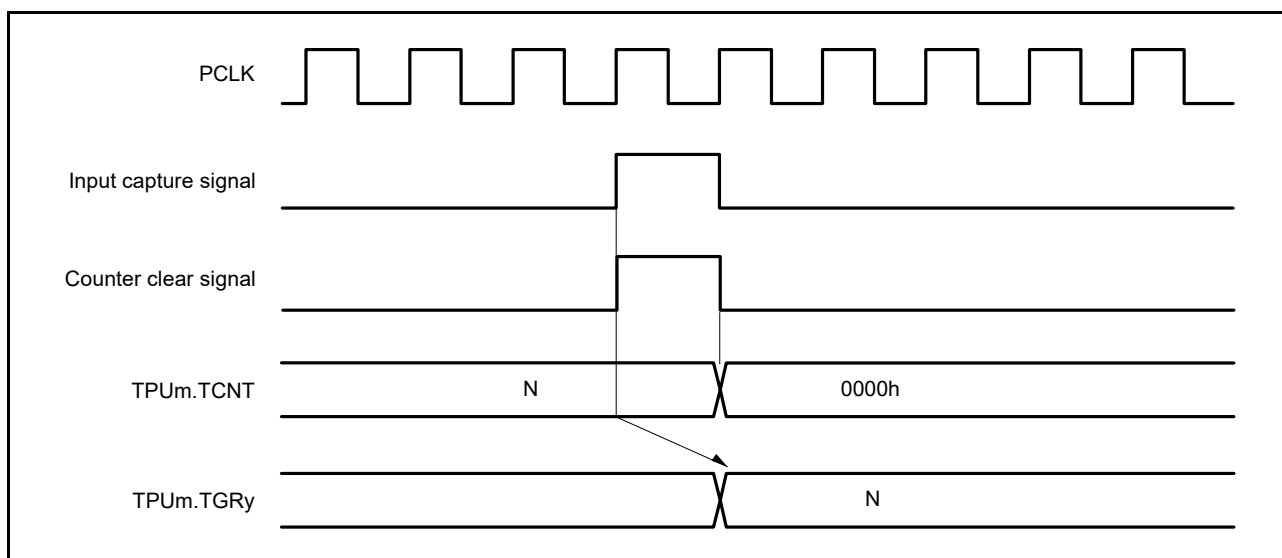 PCLK
Input capture signal
Counter clear signal
TPUm.TCNT N 0000h
TPUm.TGRy N